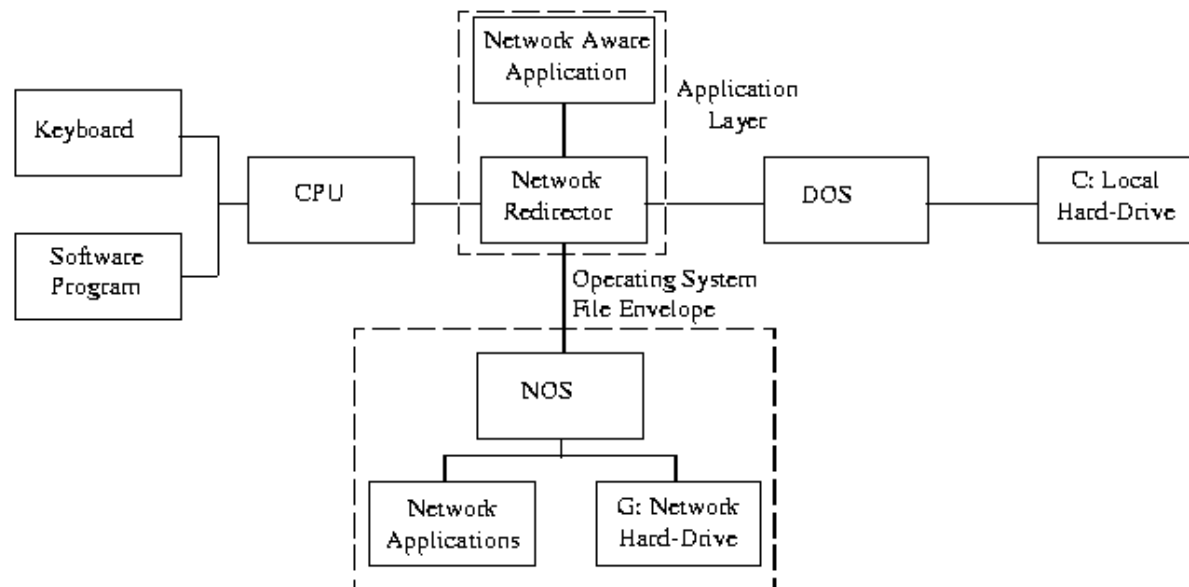 Network Aware
Application
Application
Layer
Keyboard
CPU
Network
Redirector
DOS
C: Local
Hard-Drive
Software
Program
Operating System
File Envelope
NOS
Network
Applications
G: Network
Hard-Drive